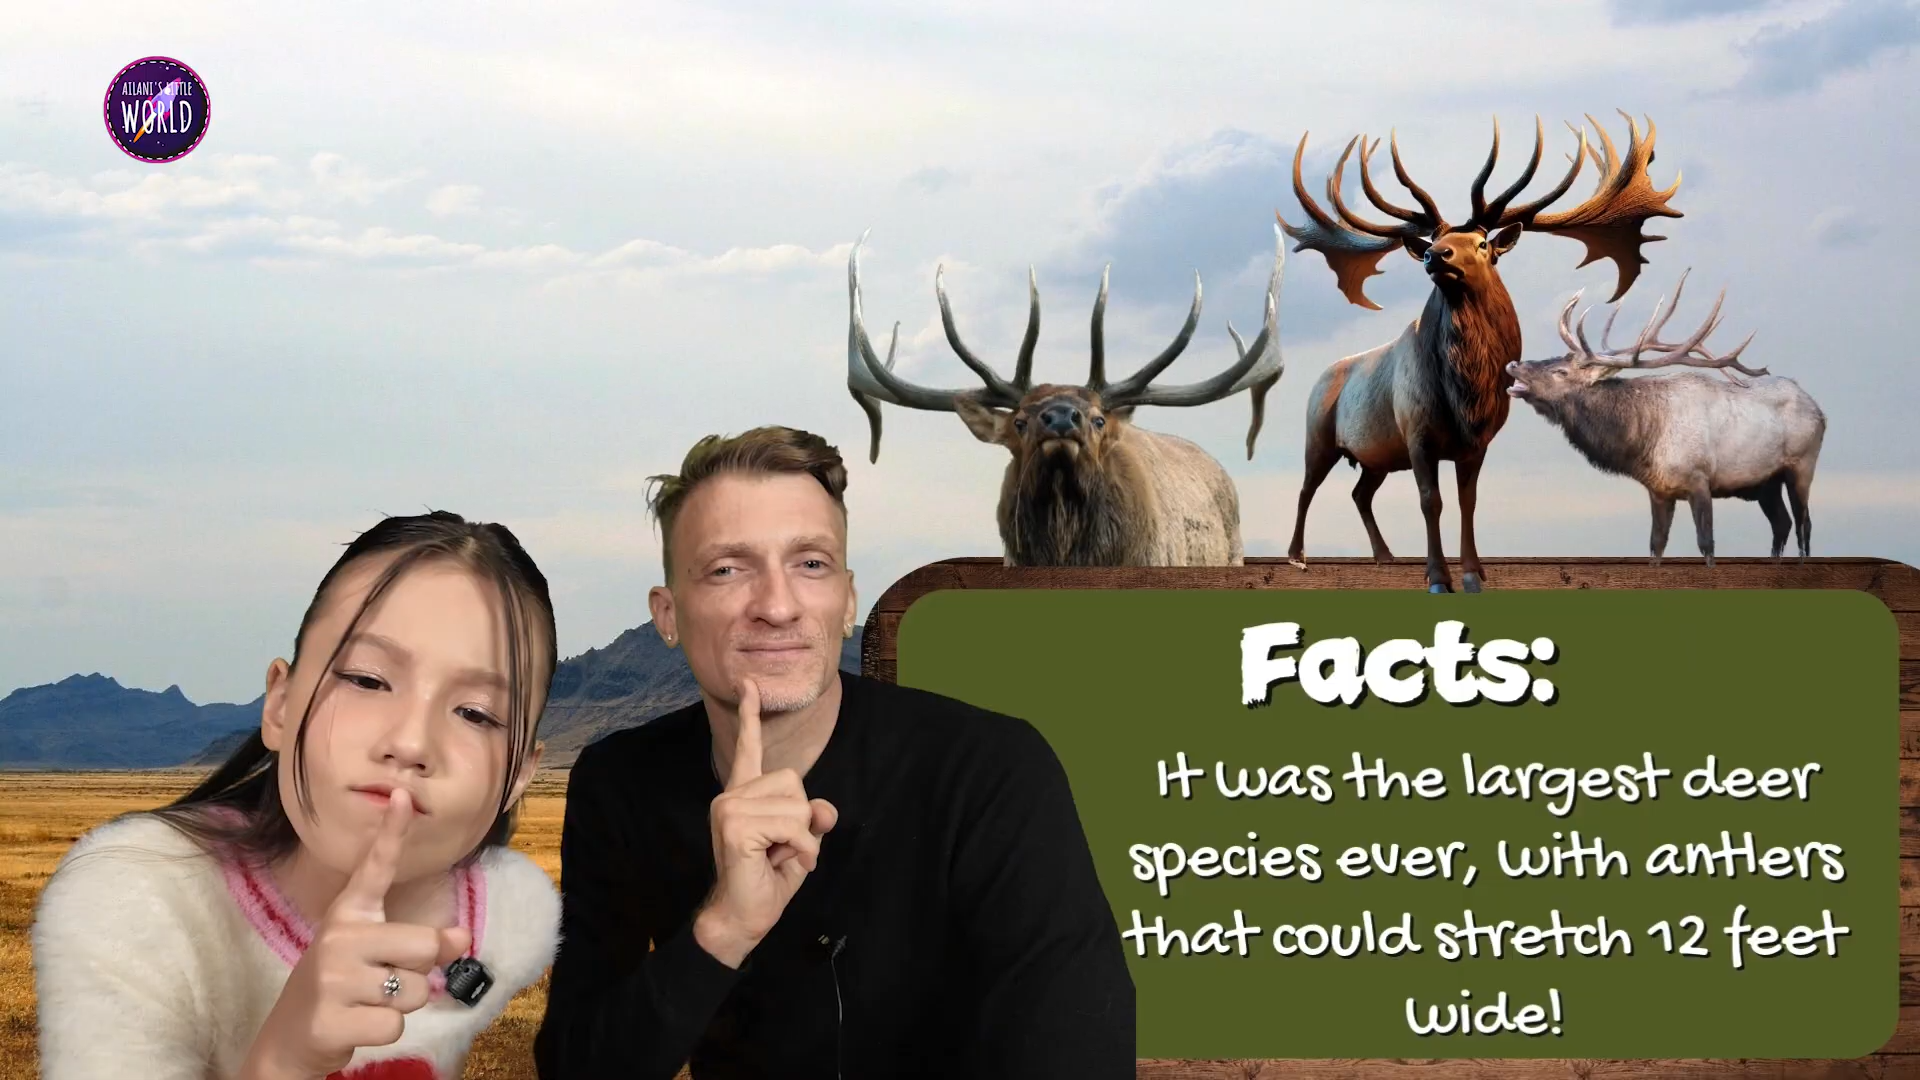 AILANI'S LITTLE
WORLD
Facts:
It was the largest deer
species ever, with antlers
that could stretch 12 feet
wide!